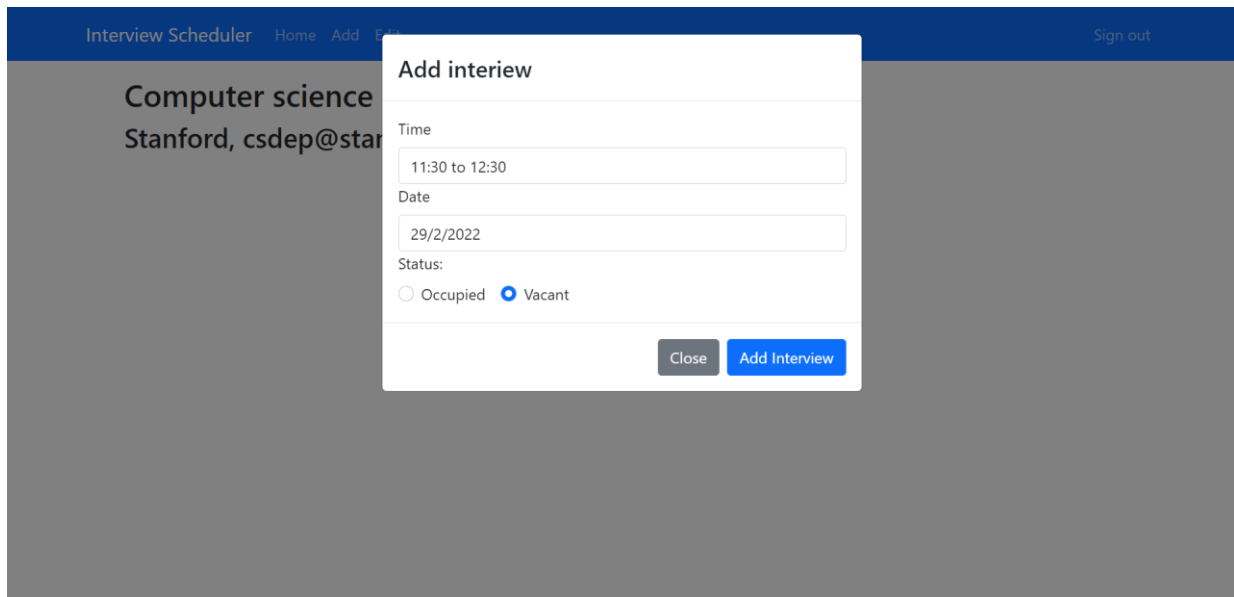 Interview Scheduler Home Add Edit Sign out
Computer science
Stanford, csdep@star
Add interiew
Time
11:30 to 12:30
Date
29/2/2022
Status:
Occupied Vacant
Close Add Interview